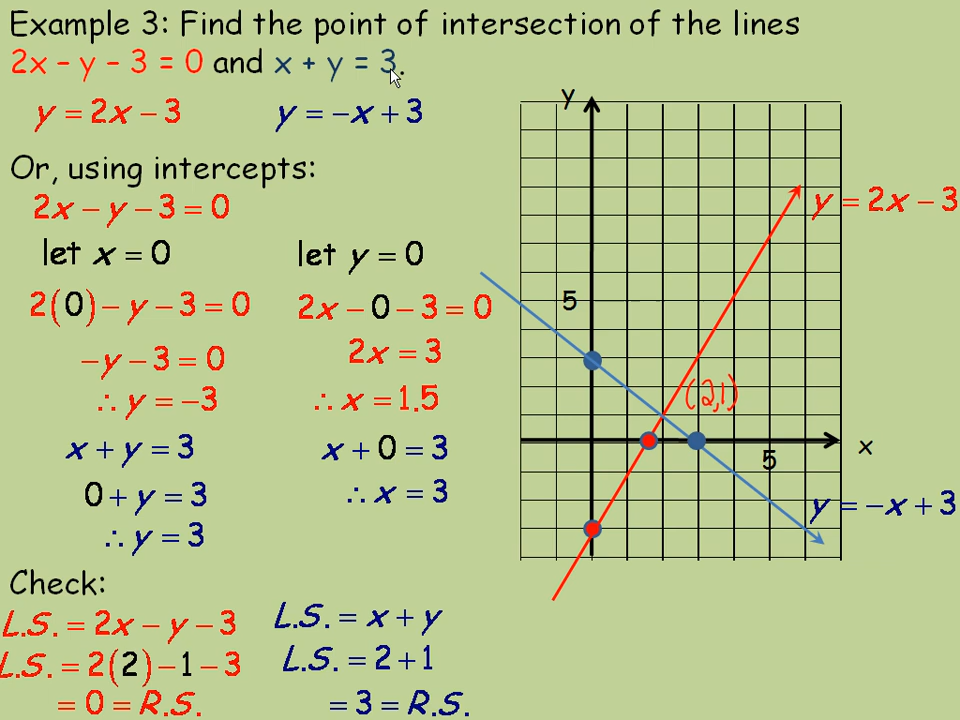 Example 3: Find the point of intersection of the lines
2x – y – 3 = 0 and x + y = 3.
y = 2x − 3
y = −x + 3
Or, using intercepts:
2x − y − 3 = 0
let x = 0
let y = 0
2(0) − y − 3 = 0
2x − 0 − 3 = 0
−y − 3 = 0
2x = 3
∴ y = −3
∴ x = 1.5
x + y = 3
x + 0 = 3
0 + y = 3
∴ x = 3
∴ y = 3
Check:
L.S. = 2x − y − 3
L.S. = x + y
L.S. = 2(2) − 1 − 3
L.S. = 2 + 1
= 0 = R.S.
= 3 = R.S.
y
y = 2x − 3
5
(2,1)
x
5
y = −x + 3